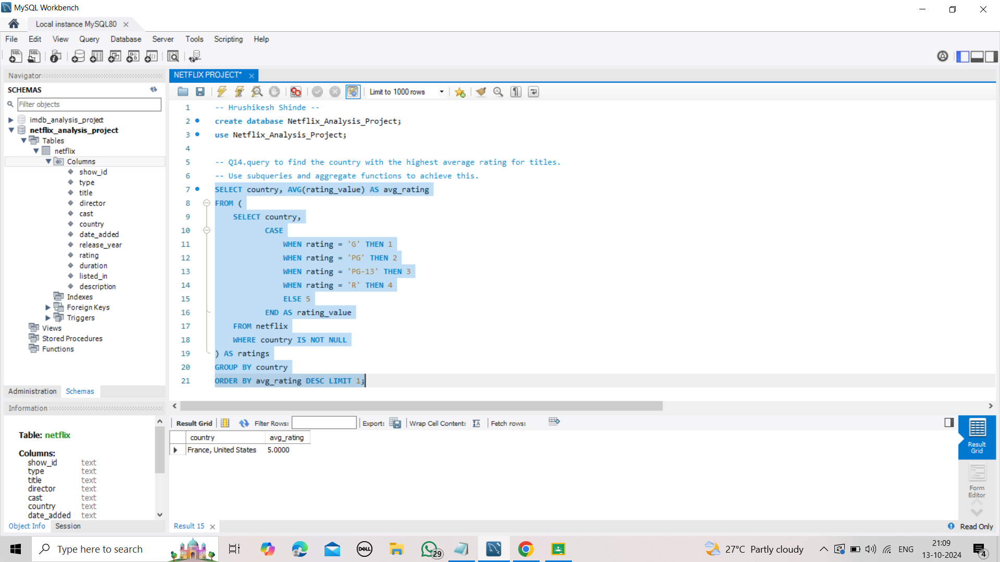 MySQL Workbench
Local instance MySQL80
File Edit View Query Database Server Tools Scripting Help
Navigator
SCHEMAS
Filter objects
imdb_analysis_project
netflix_analysis_project
Tables
netflix
Columns
show_id
type
title
director
cast
country
date_added
release_year
rating
duration
listed_in
description
Indexes
Foreign Keys
Triggers
Views
Stored Procedures
Functions
Administration Schemas
Information
Table: netflix
Columns:
show_id text
type text
title text
director text
cast text
country text
date_added text
Object Info Session
NETFLIX PROJECT*
Limit to 1000 rows
1 -- Hrushikesh Shinde --
2 create database Netflix_Analysis_Project;
3 use Netflix_Analysis_Project;
4
5 -- Q14.query to find the country with the highest average rating for titles.
6 -- Use subqueries and aggregate functions to achieve this.
7 SELECT country, AVG(rating_value) AS avg_rating
8 FROM (
9 SELECT country,
10 CASE
11 WHEN rating = 'G' THEN 1
12 WHEN rating = 'PG' THEN 2
13 WHEN rating = 'PG-13' THEN 3
14 WHEN rating = 'R' THEN 4
15 ELSE 5
16 END AS rating_value
17 FROM netflix
18 WHERE country IS NOT NULL
19 ) AS ratings
20 GROUP BY country
21 ORDER BY avg_rating DESC LIMIT 1;
Result Grid Filter Rows: Export: Wrap Cell Content: Fetch rows:
country avg_rating
France, United States 5.0000
Result Grid
Form Editor
Result 15
Read Only
Type here to search
DELL
29
27°C Partly cloudy
ENG
21:09
13-10-2024
4